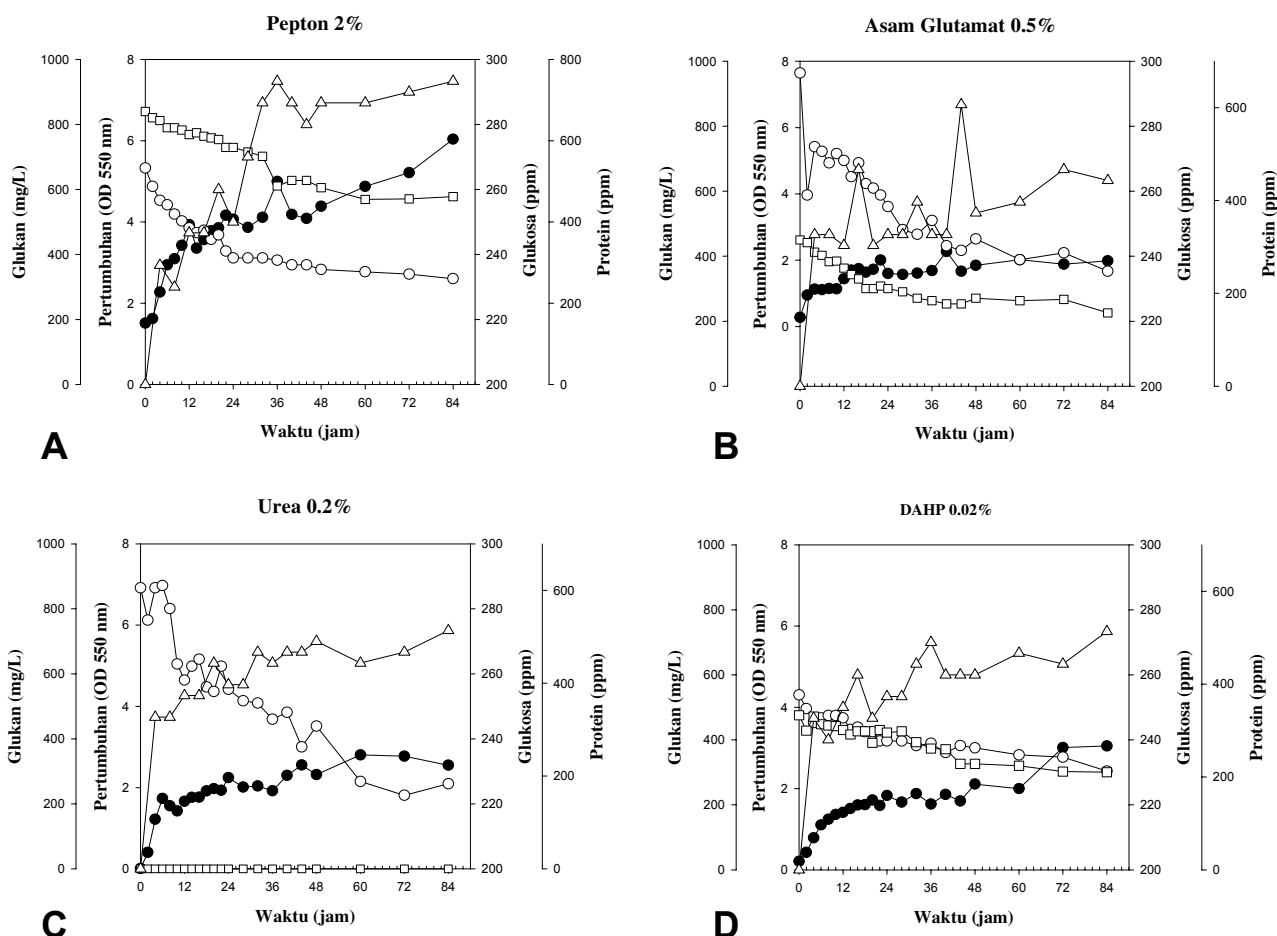 Pepton 2%
Glukan (mg/L)
1000
800
600
400
200
0
Pertumbuhan (OD 550 nm)
8
6
4
2
0
Glukosa (ppm)
300
280
260
240
220
200
Protein (ppm)
800
600
400
200
0
0 12 24 36 48 60 72 84
Waktu (jam)
A
Asam Glutamat 0.5%
Glukan (mg/L)
1000
800
600
400
200
0
Pertumbuhan (OD 550 nm)
8
6
4
2
0
Glukosa (ppm)
300
280
260
240
220
200
Protein (ppm)
600
400
200
0
0 12 24 36 48 60 72 84
Waktu (jam)
B
Urea 0.2%
Glukan (mg/L)
1000
800
600
400
200
0
Pertumbuhan (OD 550 nm)
8
6
4
2
0
Glukosa (ppm)
300
280
260
240
220
200
Protein (ppm)
600
400
200
0
0 12 24 36 48 60 72 84
Waktu (jam)
C
DAHP 0.02%
Glukan (mg/L)
1000
800
600
400
200
0
Pertumbuhan (OD 550 nm)
8
6
4
2
0
Glukosa (ppm)
300
280
260
240
220
200
Protein (ppm)
600
400
200
0
0 12 24 36 48 60 72 84
Waktu (jam)
D